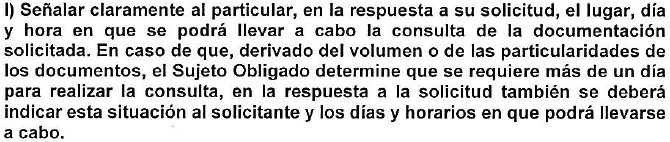 I) Señalar claramente al particular, en la respuesta a su solicitud, el lugar, día
y hora en que se podrá llevar a cabo la consulta de la documentación
solicitada. En caso de que, derivado del volumen o de las particularidades de
los documentos, el Sujeto Obligado determine que se requiere más de un día
para realizar la consulta, en la respuesta a la solicitud también se deberá
indicar esta situación al solicitante y los días y horarios en que podrá llevarse
a cabo.